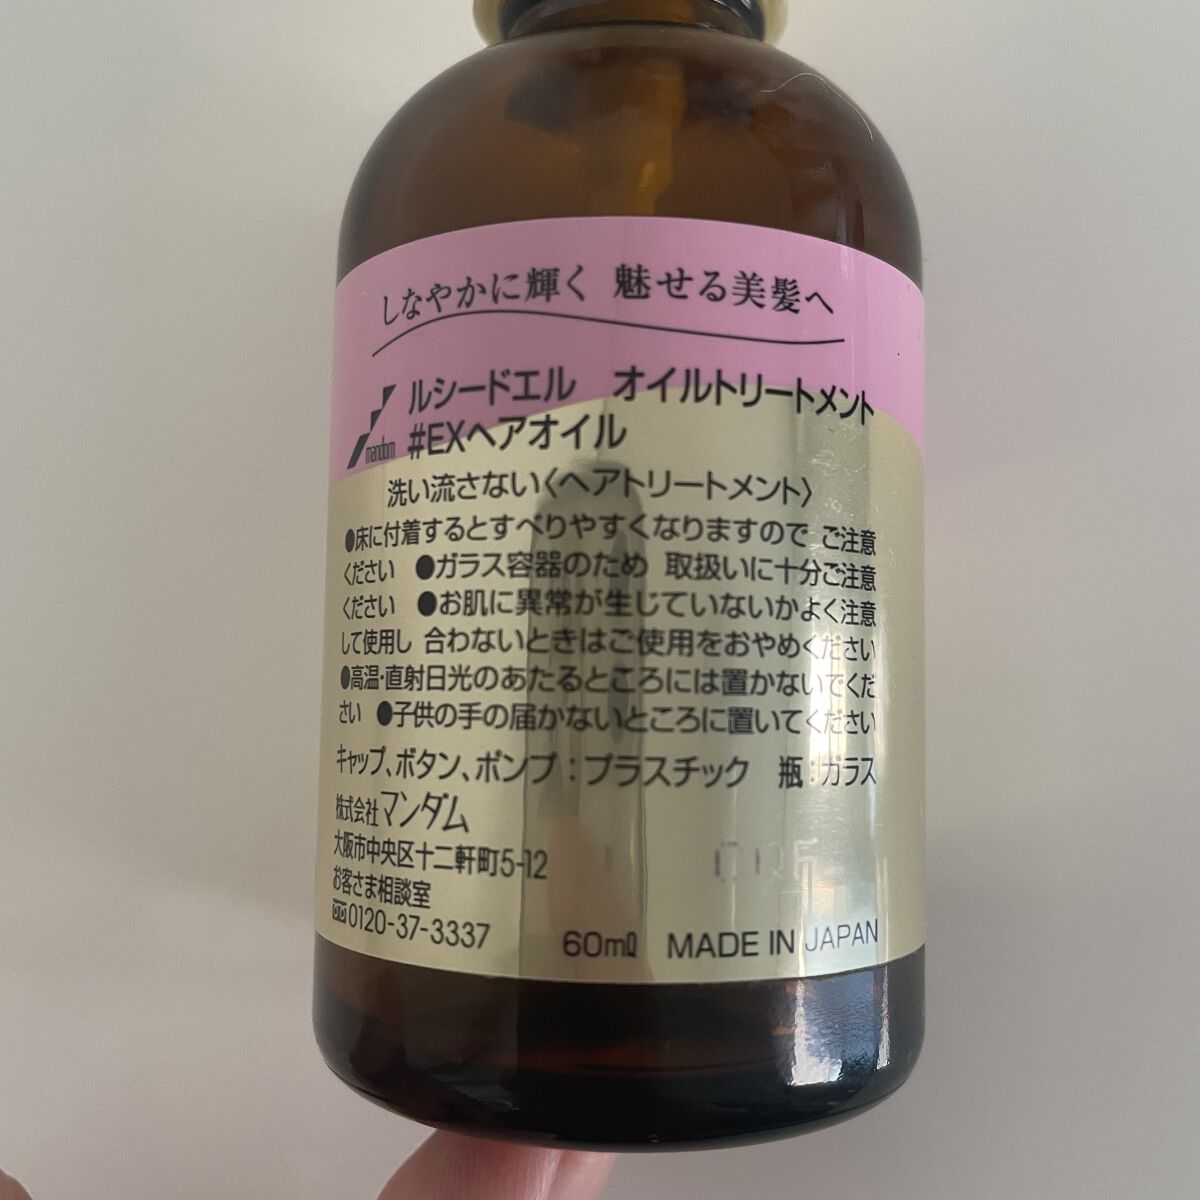 しなやかに輝く 魅せる美髪へ
mandom
ルシードエル オイルトリートメント
#EXヘアオイル
洗い流さない〈ヘアトリートメント〉
●床に付着するとすべりやすくなりますので ご注意
ください ●ガラス容器のため 取扱いに十分ご注意
ください ●お肌に異常が生じていないかよく注意
して使用し 合わないときはご使用をおやめください
●高温・直射日光のあたるところには置かないでくだ
さい ●子供の手の届かないところに置いてください
キャップ、ボタン、ポンプ：プラスチック 瓶：ガラス
株式会社マンダム
大阪市中央区十二軒町5-12
お客さま相談室
0120-37-3337
60mℓ MADE IN JAPAN